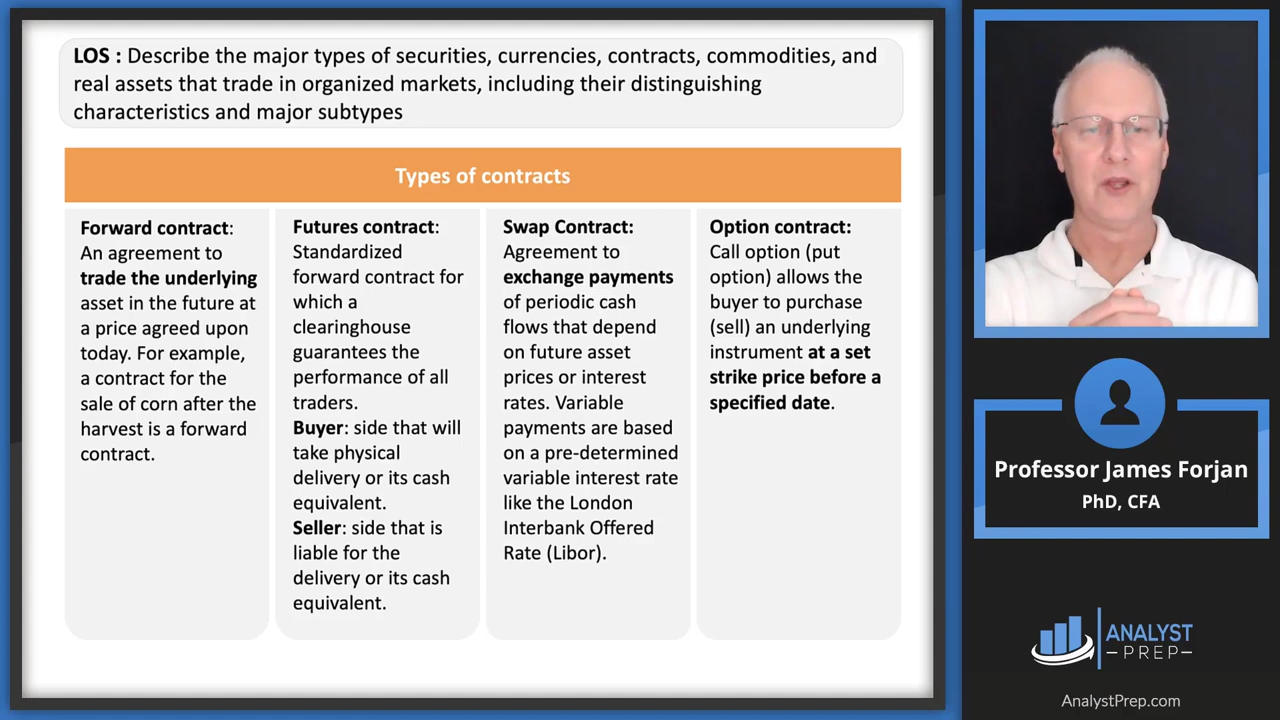 LOS : Describe the major types of securities, currencies, contracts, commodities, and
real assets that trade in organized markets, including their distinguishing
characteristics and major subtypes
Types of contracts
Forward contract:
An agreement to
trade the underlying
asset in the future at
a price agreed upon
today. For example,
a contract for the
sale of corn after the
harvest is a forward
contract.
Futures contract:
Standardized
forward contract for
which a
clearinghouse
guarantees the
performance of all
traders.
Buyer: side that will
take physical
delivery or its cash
equivalent.
Seller: side that is
liable for the
delivery or its cash
equivalent.
Swap Contract:
Agreement to
exchange payments
of periodic cash
flows that depend
on future asset
prices or interest
rates. Variable
payments are based
on a pre-determined
variable interest rate
like the London
Interbank Offered
Rate (Libor).
Option contract:
Call option (put
option) allows the
buyer to purchase
(sell) an underlying
instrument at a set
strike price before a
specified date.
Professor James Forjan
PhD, CFA
ANALYST
PREP
AnalystPrep.com